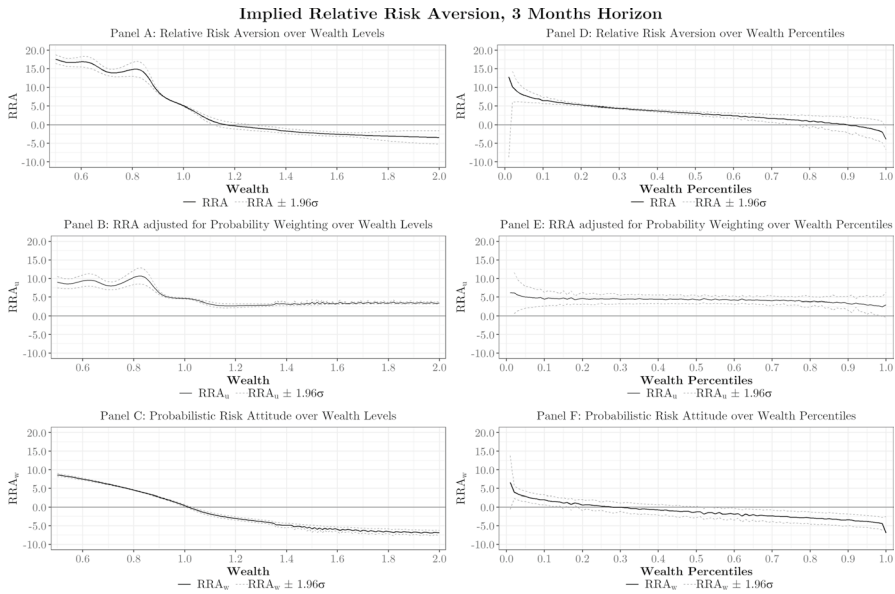 Implied Relative Risk Aversion, 3 Months Horizon
Panel A: Relative Risk Aversion over Wealth Levels
RRA
20.0
15.0
10.0
5.0
0.0
-5.0
-10.0
0.6 0.8 1.0 1.2 1.4 1.6 1.8 2.0
Wealth
RRA RRA ± 1.96σ
Panel D: Relative Risk Aversion over Wealth Percentiles
RRA
20.0
15.0
10.0
5.0
0.0
-5.0
-10.0
0.0 0.1 0.2 0.3 0.4 0.5 0.6 0.7 0.8 0.9 1.0
Wealth Percentiles
RRA RRA ± 1.96σ
Panel B: RRA adjusted for Probability Weighting over Wealth Levels
RRAu
20.0
15.0
10.0
5.0
0.0
-5.0
-10.0
0.6 0.8 1.0 1.2 1.4 1.6 1.8 2.0
Wealth
RRAu RRAu ± 1.96σ
Panel E: RRA adjusted for Probability Weighting over Wealth Percentiles
RRAu
20.0
15.0
10.0
5.0
0.0
-5.0
-10.0
0.0 0.1 0.2 0.3 0.4 0.5 0.6 0.7 0.8 0.9 1.0
Wealth Percentiles
RRAu RRAu ± 1.96σ
Panel C: Probabilistic Risk Attitude over Wealth Levels
RRAw
20.0
15.0
10.0
5.0
0.0
-5.0
-10.0
0.6 0.8 1.0 1.2 1.4 1.6 1.8 2.0
Wealth
RRAw RRAw ± 1.96σ
Panel F: Probabilistic Risk Attitude over Wealth Percentiles
RRAw
20.0
15.0
10.0
5.0
0.0
-5.0
-10.0
0.0 0.1 0.2 0.3 0.4 0.5 0.6 0.7 0.8 0.9 1.0
Wealth Percentiles
RRAw RRAw ± 1.96σ